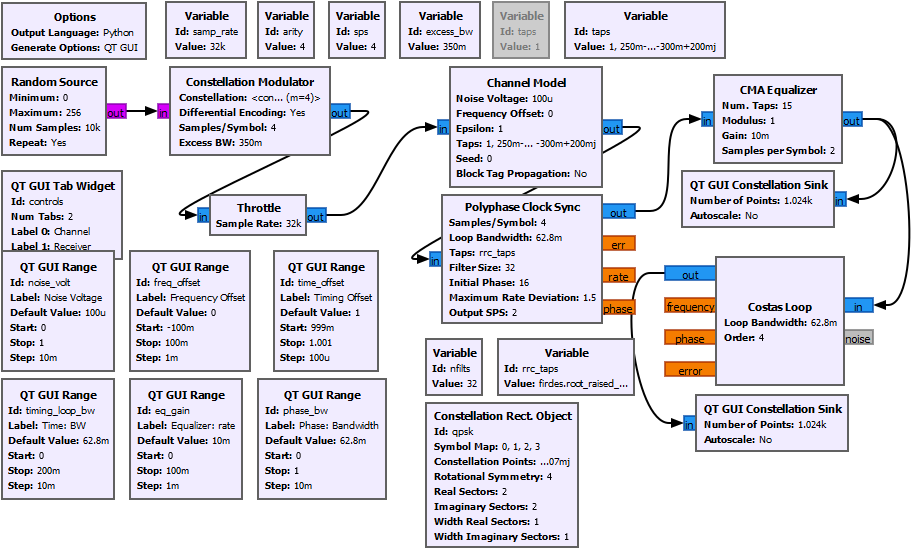 Options
Output Language: Python
Generate Options: QT GUI
Variable
Id: samp_rate
Value: 32k
Variable
Id: arity
Value: 4
Variable
Id: sps
Value: 4
Variable
Id: excess_bw
Value: 350m
Variable
Id: taps
Value: 1
Variable
Id: taps
Value: 1, 250m-...-300m+200mj
Random Source
Minimum: 0
Maximum: 256
Num Samples: 10k
Repeat: Yes
out
in
Constellation Modulator
Constellation: <con... (m=4)>
Differential Encoding: Yes
Samples/Symbol: 4
Excess BW: 350m
out
in
Channel Model
Noise Voltage: 100u
Frequency Offset: 0
Epsilon: 1
Taps: 1, 250m-... -300m+200mj
Seed: 0
Block Tag Propagation: No
out
in
CMA Equalizer
Num. Taps: 15
Modulus: 1
Gain: 10m
Samples per Symbol: 2
out
QT GUI Tab Widget
Id: controls
Num Tabs: 2
Label 0: Channel
Label 1: Receiver
in
Throttle
Sample Rate: 32k
out
in
Polyphase Clock Sync
Samples/Symbol: 4
Loop Bandwidth: 62.8m
Taps: rrc_taps
Filter Size: 32
Initial Phase: 16
Maximum Rate Deviation: 1.5
Output SPS: 2
out
err
rate
phase
QT GUI Constellation Sink
Number of Points: 1.024k
Autoscale: No
in
QT GUI Range
Id: noise_volt
Label: Noise Voltage
Default Value: 100u
Start: 0
Stop: 1
Step: 10m
QT GUI Range
Id: freq_offset
Label: Frequency Offset
Default Value: 0
Start: -100m
Stop: 100m
Step: 1m
QT GUI Range
Id: time_offset
Label: Timing Offset
Default Value: 1
Start: 999m
Stop: 1.001
Step: 100u
out
frequency
phase
error
Costas Loop
Loop Bandwidth: 62.8m
Order: 4
in
noise
Variable
Id: nfilts
Value: 32
Variable
Id: rrc_taps
Value: firdes.root_raised_...
QT GUI Range
Id: timing_loop_bw
Label: Time: BW
Default Value: 62.8m
Start: 0
Stop: 200m
Step: 10m
QT GUI Range
Id: eq_gain
Label: Equalizer: rate
Default Value: 10m
Start: 0
Stop: 100m
Step: 1m
QT GUI Range
Id: phase_bw
Label: Phase: Bandwidth
Default Value: 62.8m
Start: 0
Stop: 1
Step: 10m
Constellation Rect. Object
Id: qpsk
Symbol Map: 0, 1, 2, 3
Constellation Points: ...07mj
Rotational Symmetry: 4
Real Sectors: 2
Imaginary Sectors: 2
Width Real Sectors: 1
Width Imaginary Sectors: 1
in
QT GUI Constellation Sink
Number of Points: 1.024k
Autoscale: No